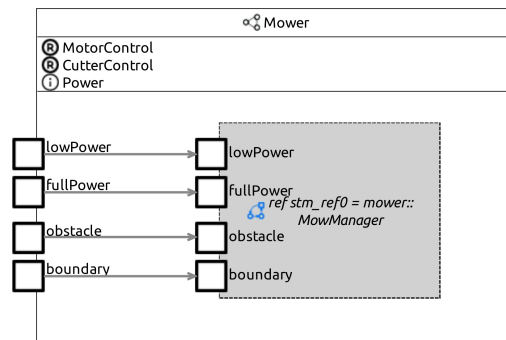 Mower
R MotorControl
R CutterControl
i Power
lowPower
lowPower
fullPower
fullPower
ref stm_ref0 = mower::
MowManager
obstacle
obstacle
boundary
boundary